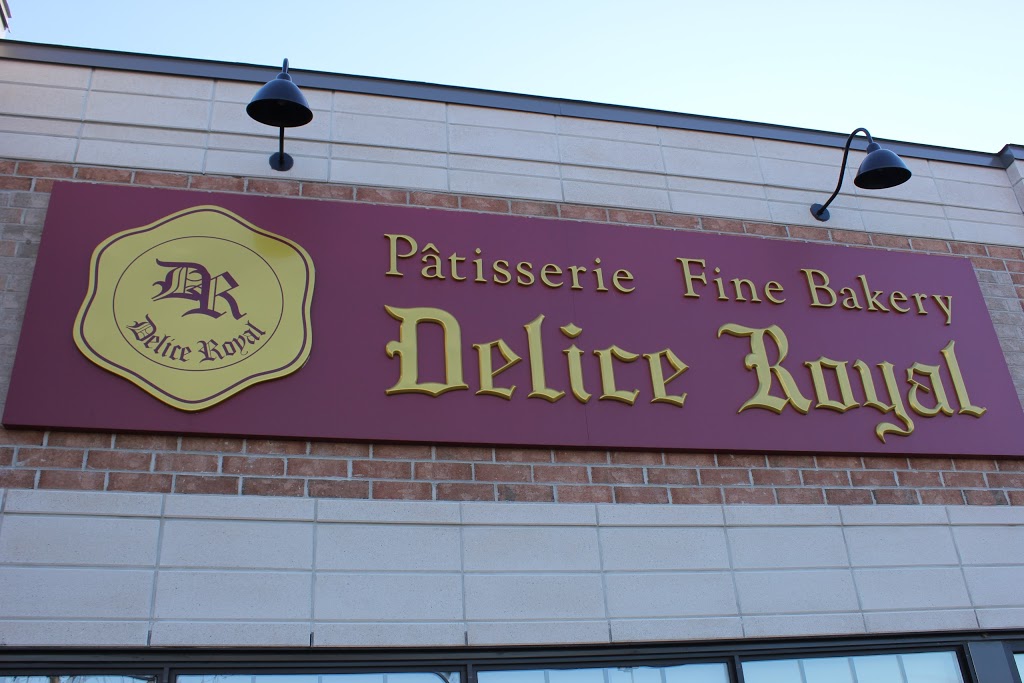 DR
Delice Royal
Pâtisserie Fine Bakery
Delice Royal